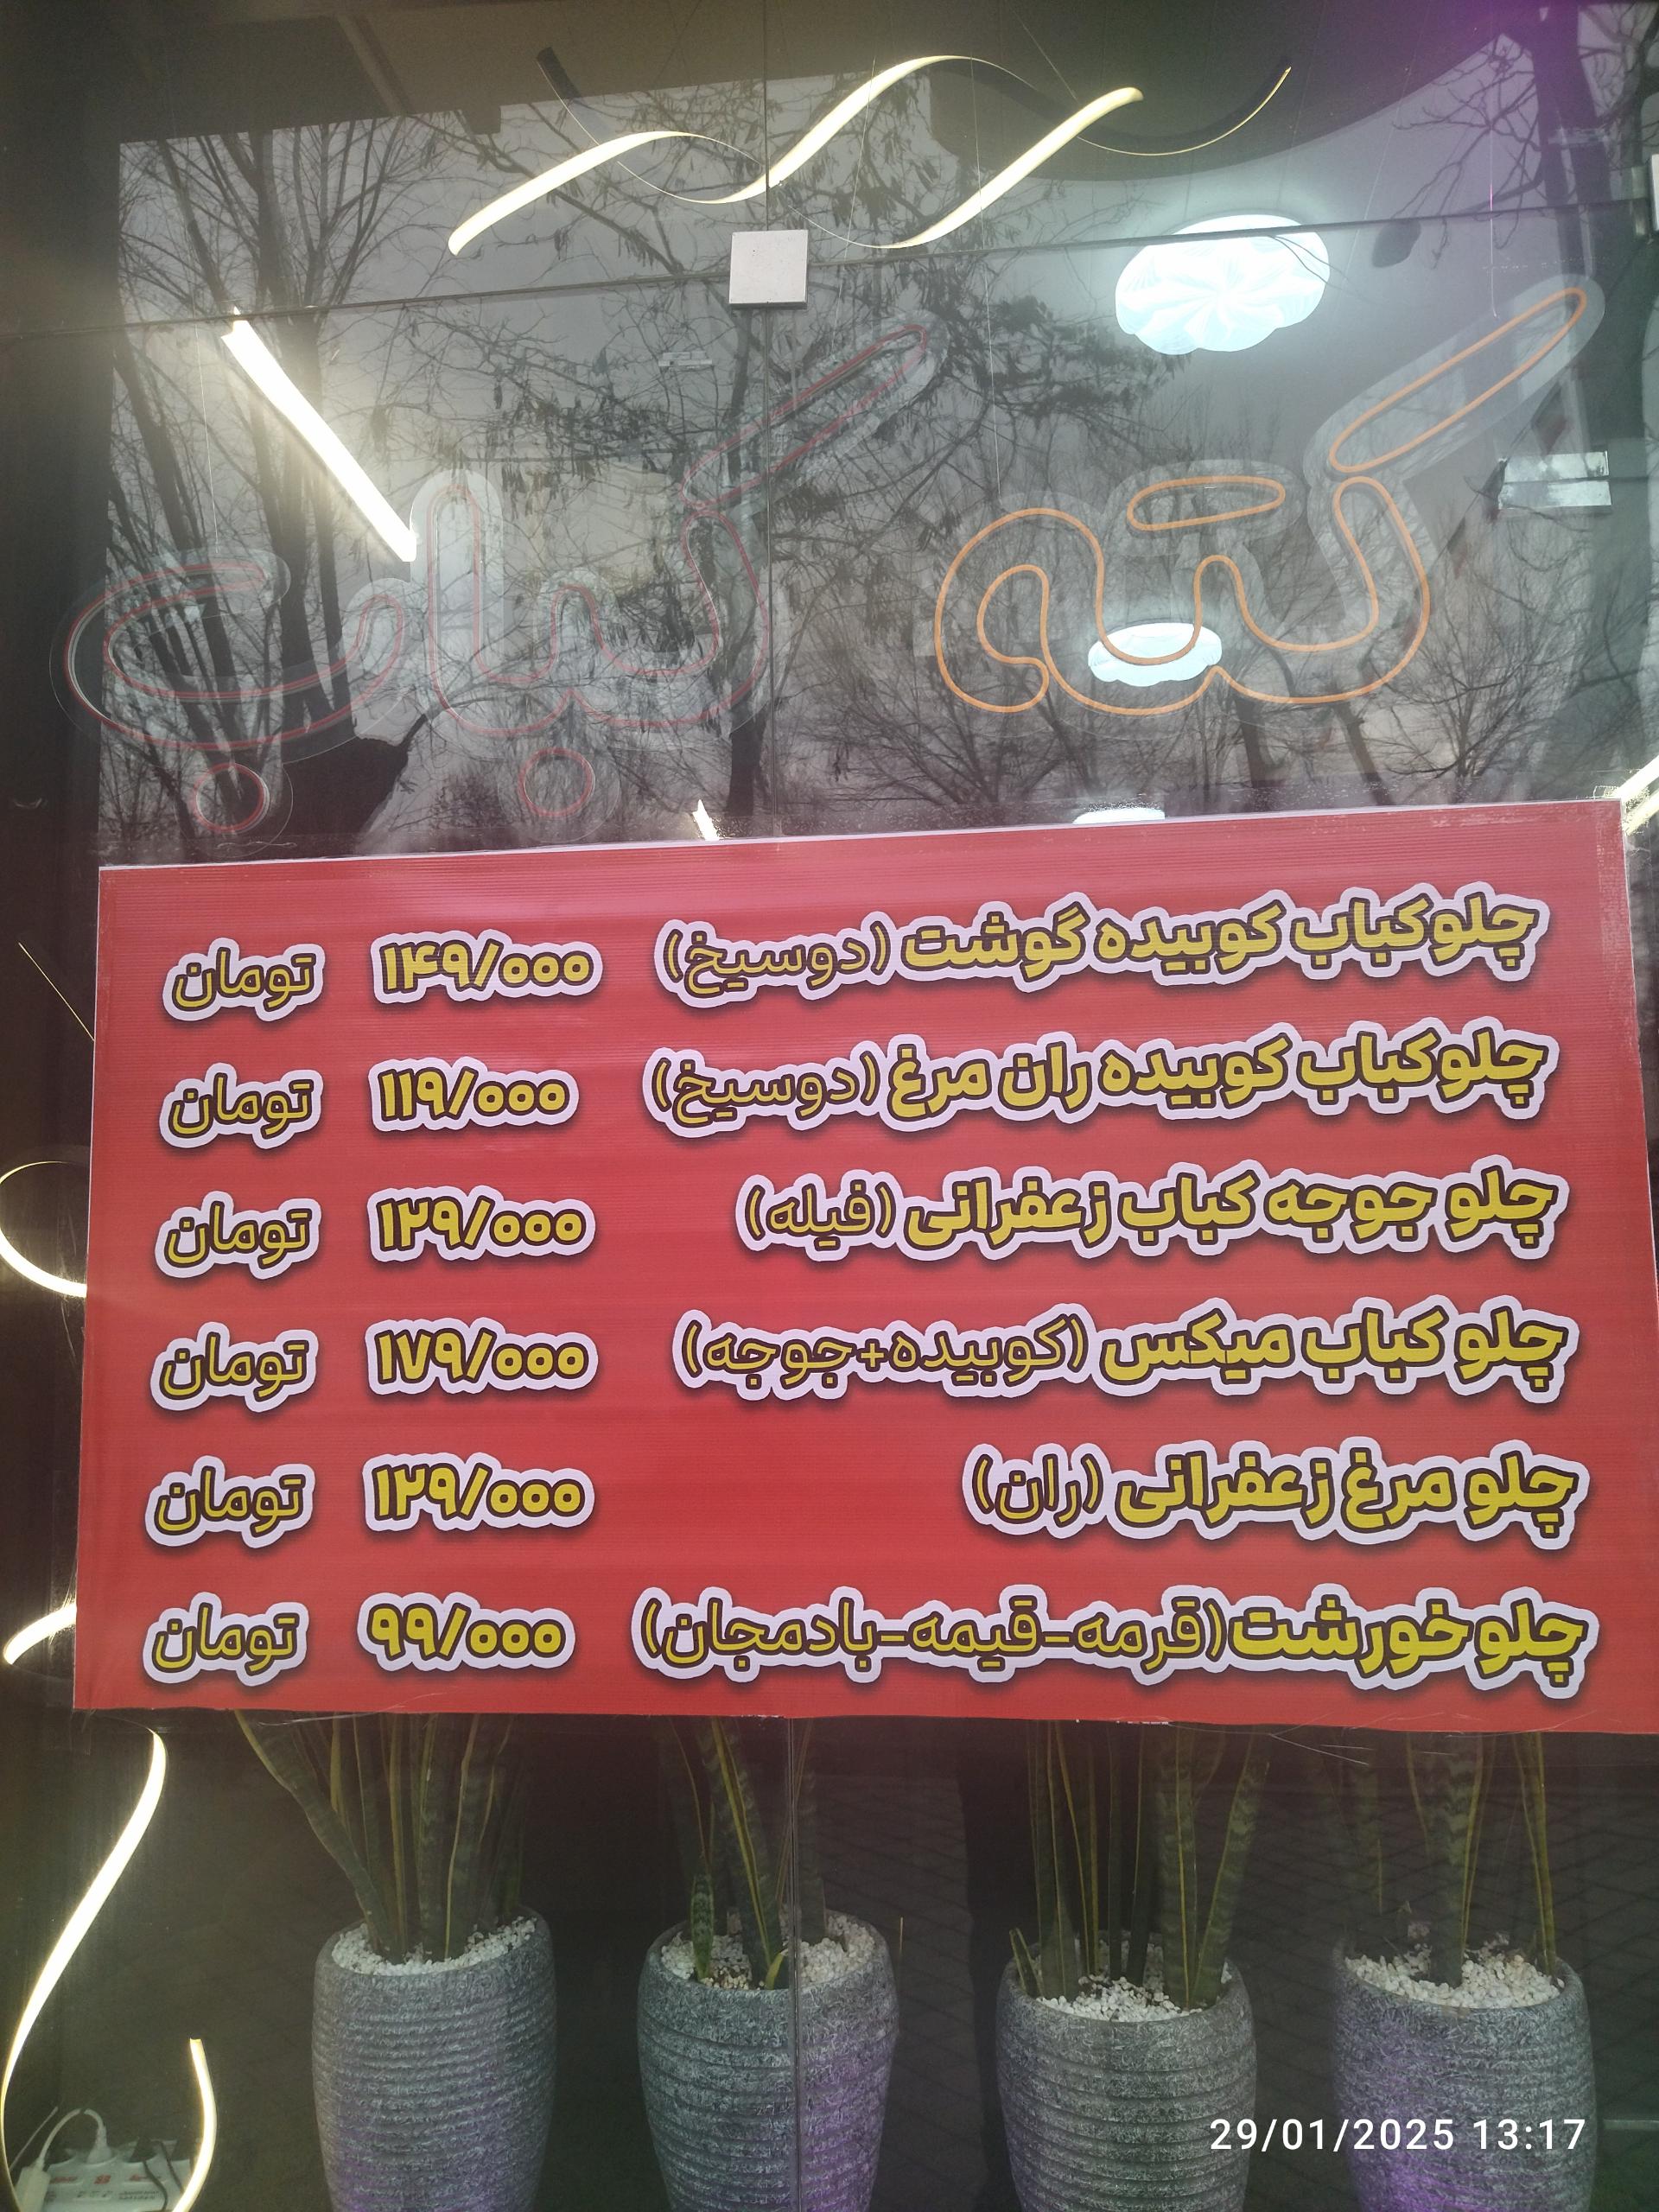 کته کباب
چلوکباب کوبیده گوشت (دوسیخ) ۱۴۹/۰۰۰ تومان
چلوکباب کوبیده ران مرغ (دوسیخ) ۱۱۹/۰۰۰ تومان
چلو جوجه کباب زعفرانی (فیله) ۱۲۹/۰۰۰ تومان
چلو کباب میکس (کوبیده+جوجه) ۱۷۹/۰۰۰ تومان
چلو مرغ زعفرانی (ران) ۱۲۹/۰۰۰ تومان
چلو خورشت(قرمه-قیمه-بادمجان) ۹۹/۰۰۰ تومان
29/01/2025 13:17